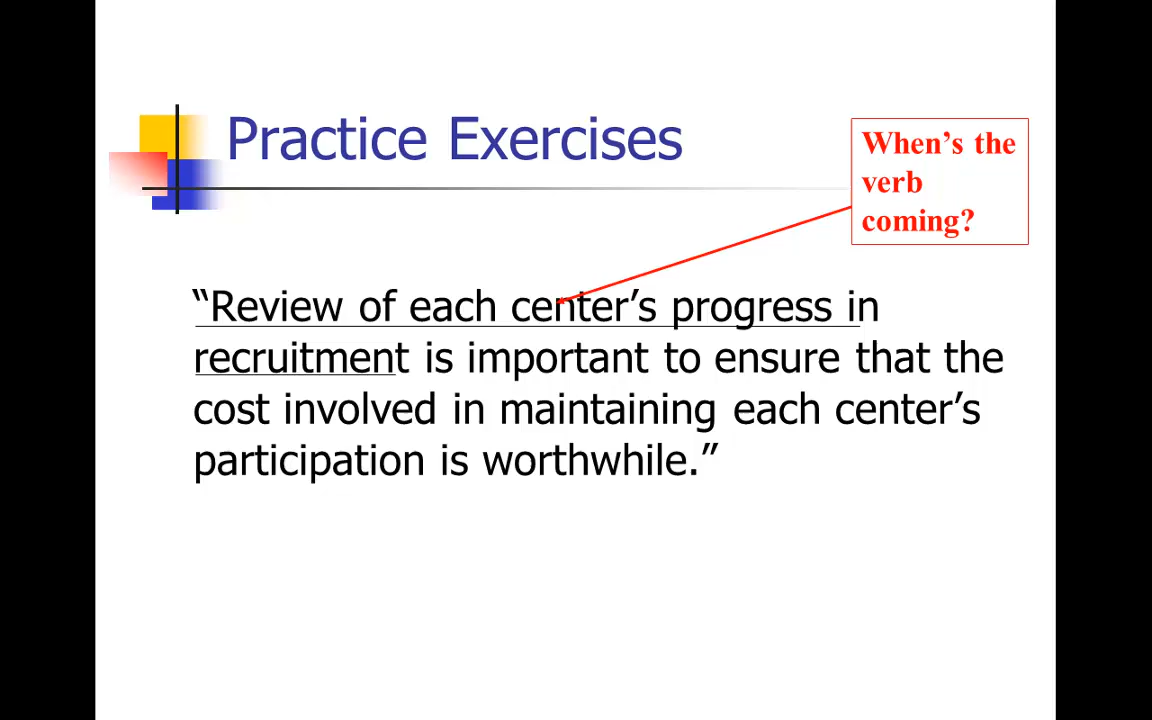 Practice Exercises
When’s the
verb
coming?
“Review of each center’s progress in
recruitment is important to ensure that the
cost involved in maintaining each center’s
participation is worthwhile.”